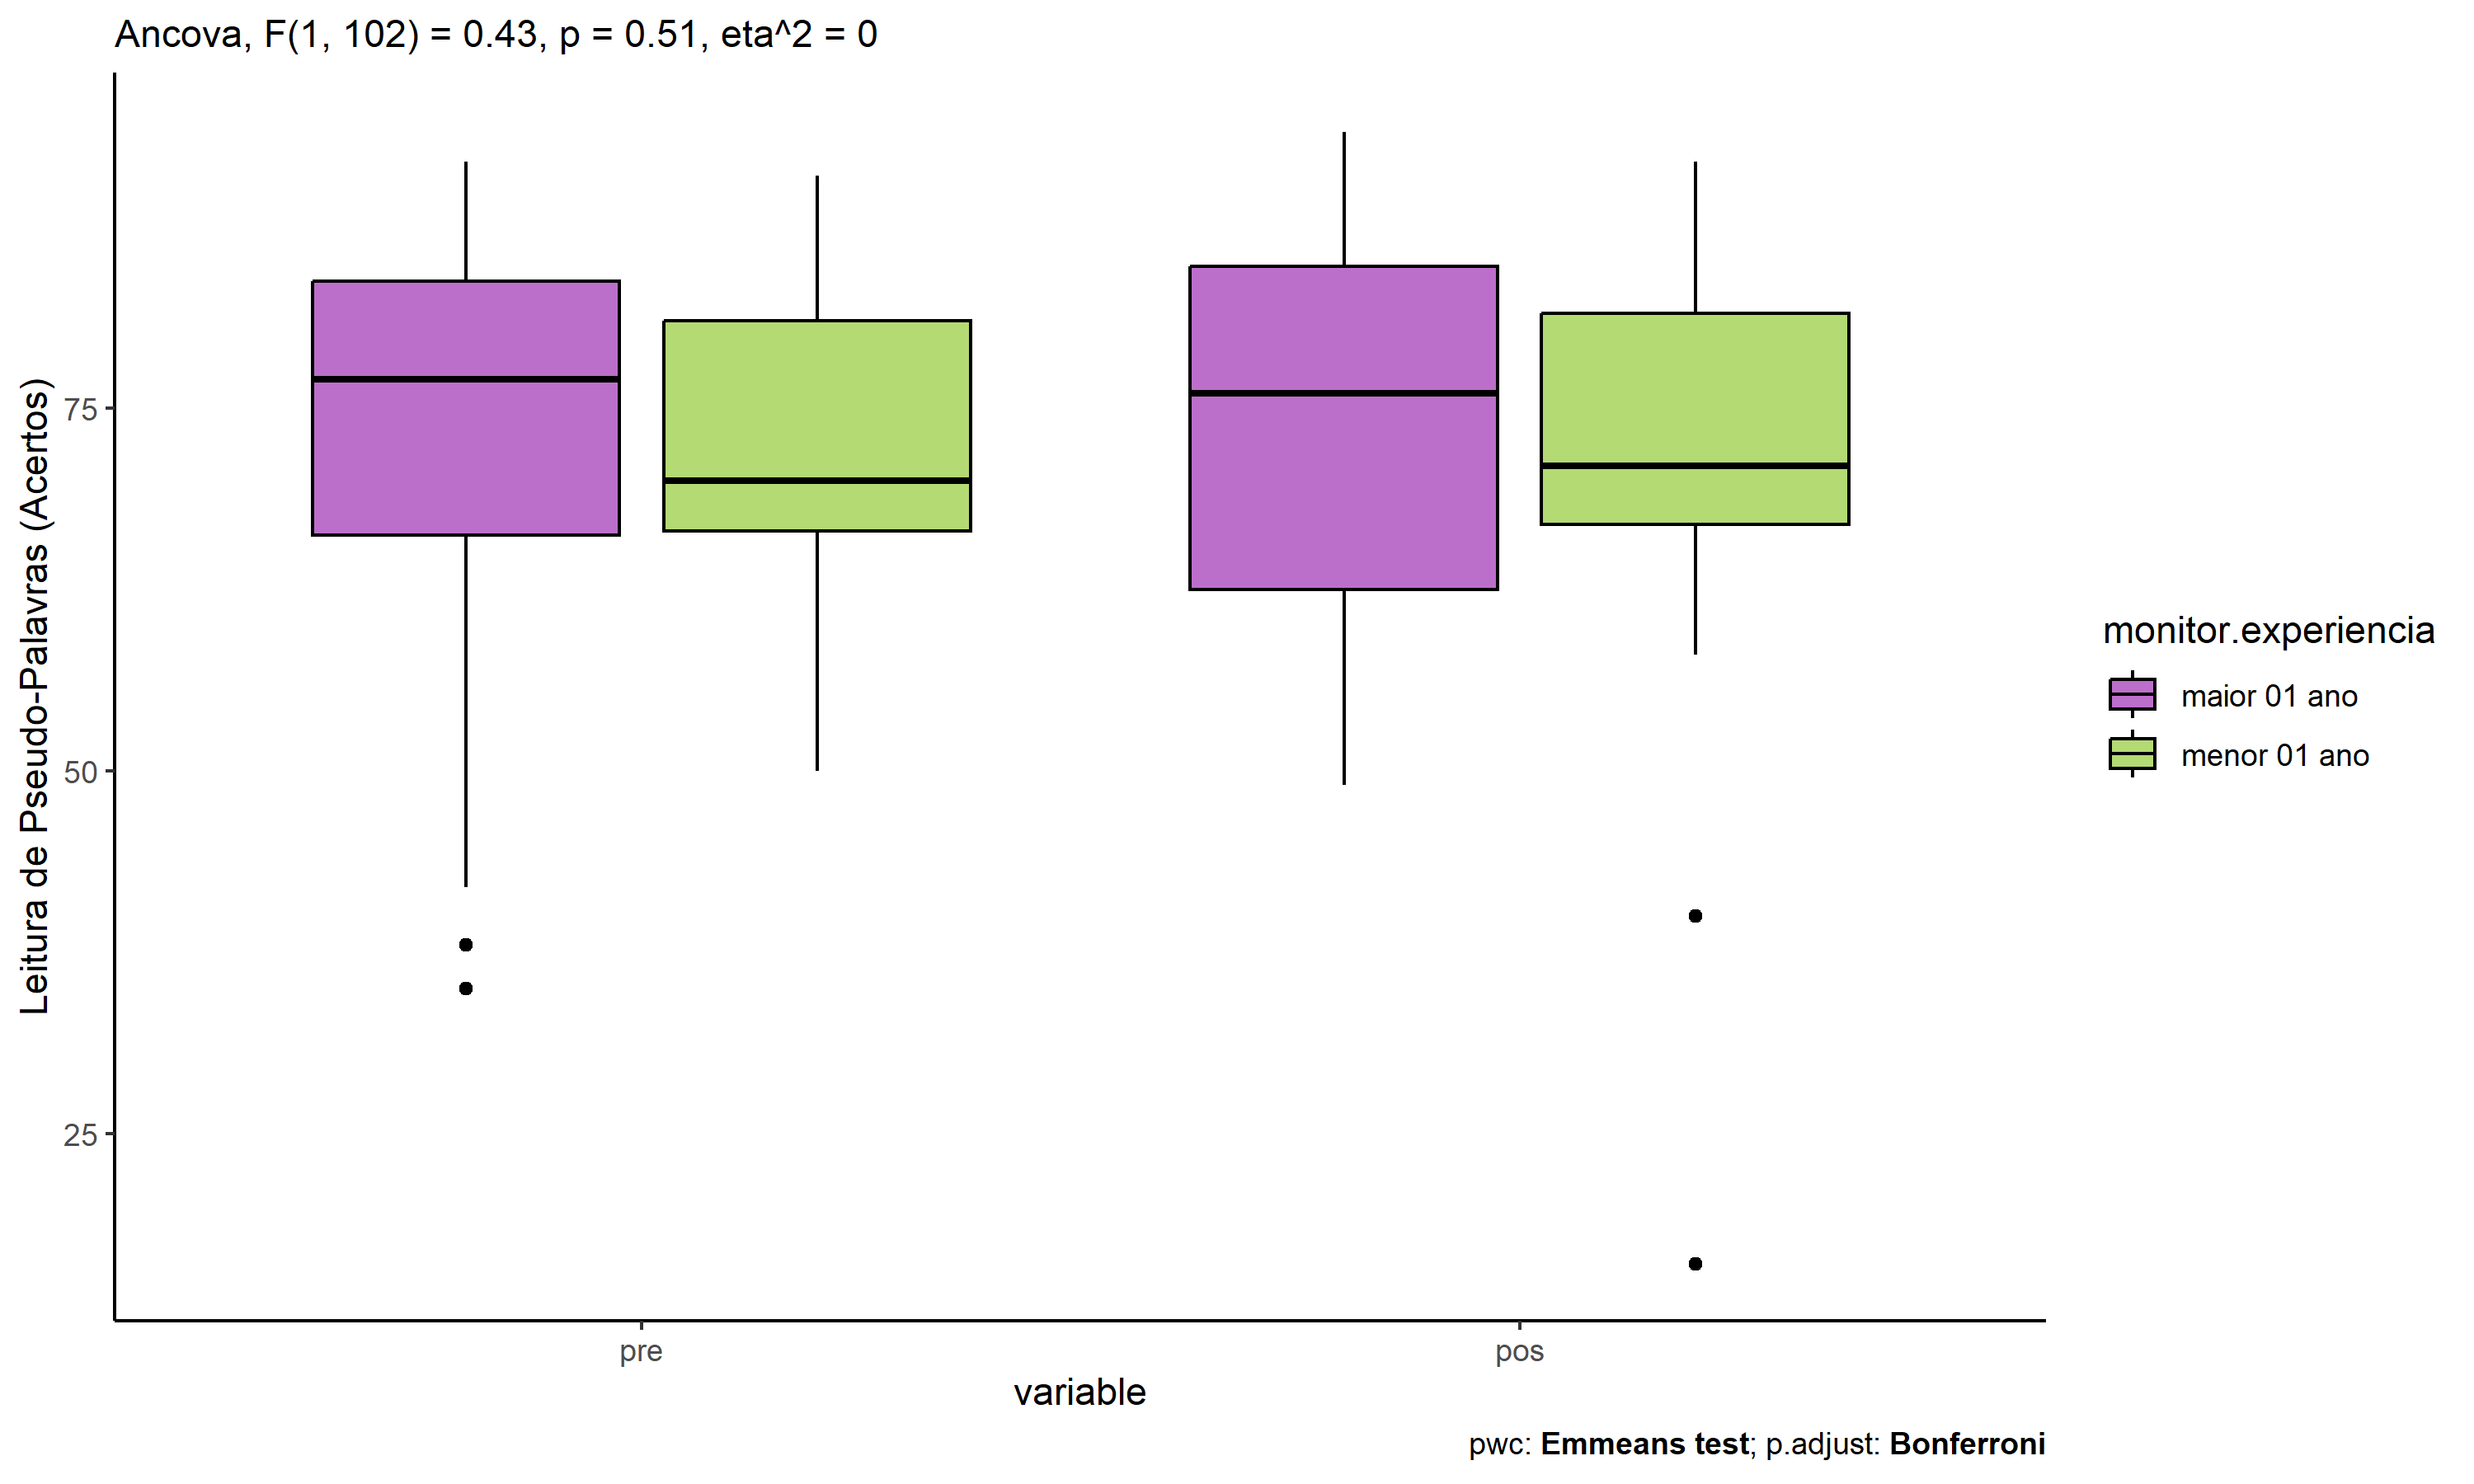 Ancova, F(1, 102) = 0.43, p = 0.51, eta^2 = 0
Leitura de Pseudo-Palavras (Acertos)
75
50
25
pre
pos
variable
monitor.experiencia
maior 01 ano
menor 01 ano
pwc: Emmeans test; p.adjust: Bonferroni